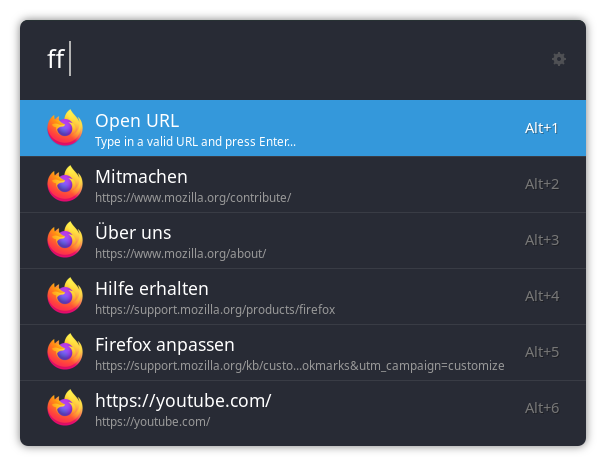 ff
Open URL
Type in a valid URL and press Enter...
Alt+1
Mitmachen
https://www.mozilla.org/contribute/
Alt+2
Über uns
https://www.mozilla.org/about/
Alt+3
Hilfe erhalten
https://support.mozilla.org/products/firefox
Alt+4
Firefox anpassen
https://support.mozilla.org/kb/custo...okmarks&utm_campaign=customize
Alt+5
https://youtube.com/
https://youtube.com/
Alt+6